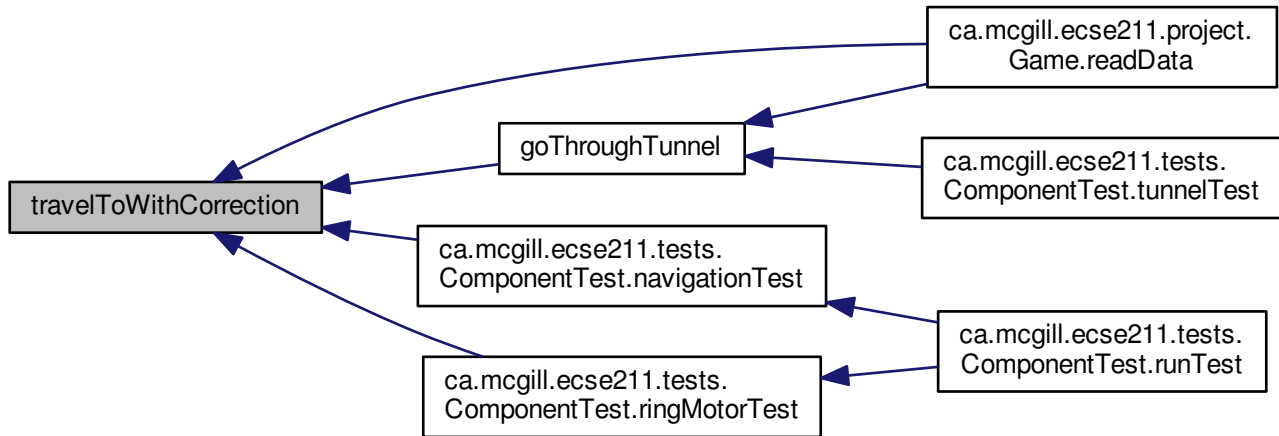 ca.mcgill.ecse211.project.
Game.readData
goThroughTunnel
ca.mcgill.ecse211.tests.
ComponentTest.tunnelTest
travelToWithCorrection
ca.mcgill.ecse211.tests.
ComponentTest.navigationTest
ca.mcgill.ecse211.tests.
ComponentTest.runTest
ca.mcgill.ecse211.tests.
ComponentTest.ringMotorTest